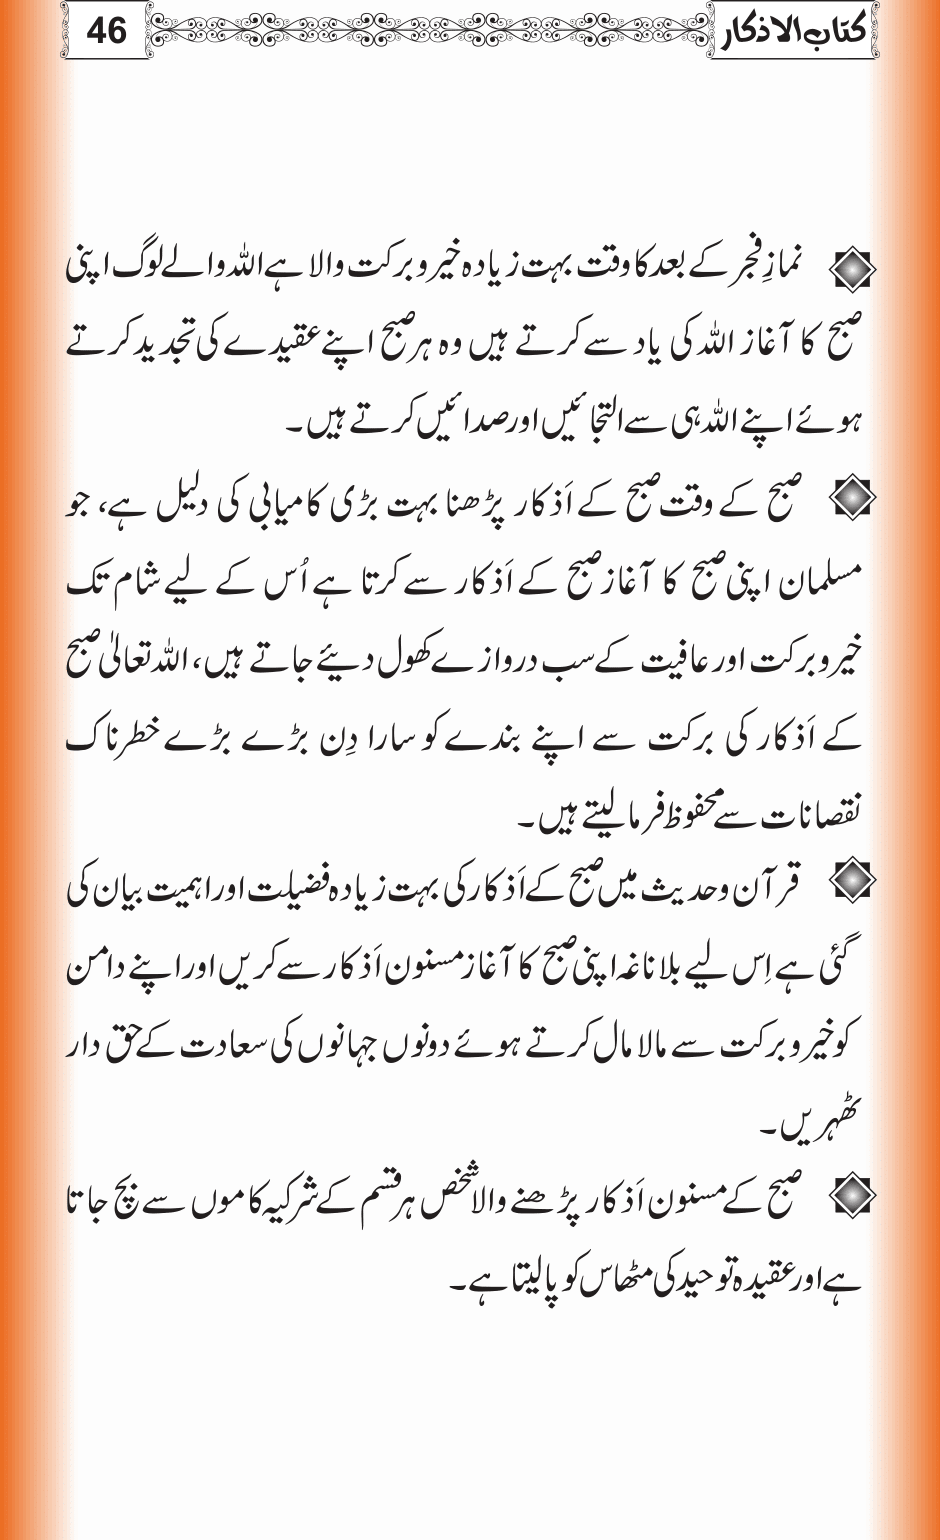 کتاب الاذکار 46
نمازِ فجر کے بعد کا وقت بہت زیادہ خیر و برکت والا ہے اللہ والے لوگ اپنی
صبح کا آغاز اللہ کی یاد سے کرتے ہیں وہ ہر صبح اپنے عقیدے کی تجدید کرتے
ہوئے اپنے اللہ ہی سے التجائیں اور صدائیں کرتے ہیں۔
صبح کے وقت صبح کے اَذکار پڑھنا بہت بڑی کامیابی کی دلیل ہے، جو
مسلمان اپنی صبح کا آغاز صبح کے اَذکار سے کرتا ہے اُس کے لیے شام تک
خیر و برکت اور عافیت کے سب دروازے کھول دیئے جاتے ہیں، اللہ تعالیٰ صبح
کے اَذکار کی برکت سے اپنے بندے کو سارا دِن بڑے بڑے خطرناک
نقصانات سے محفوظ فرما لیتے ہیں۔
قرآن وحدیث میں صبح کے اَذکار کی بہت زیادہ فضیلت اور اہمیت بیان کی
گئی ہے اِس لیے بلاناغہ اپنی صبح کا آغاز مسنون اَذکار سے کریں اور اپنے دامن
کو خیر و برکت سے مالا مال کرتے ہوئے دونوں جہانوں کی سعادت کے حق دار
ٹھہریں۔
صبح کے مسنون اَذکار پڑھنے والا شخص ہر قسم کے شرکیہ کاموں سے بچ جاتا
ہے اور عقیدہ توحید کی مٹھاس کو پالیتا ہے۔